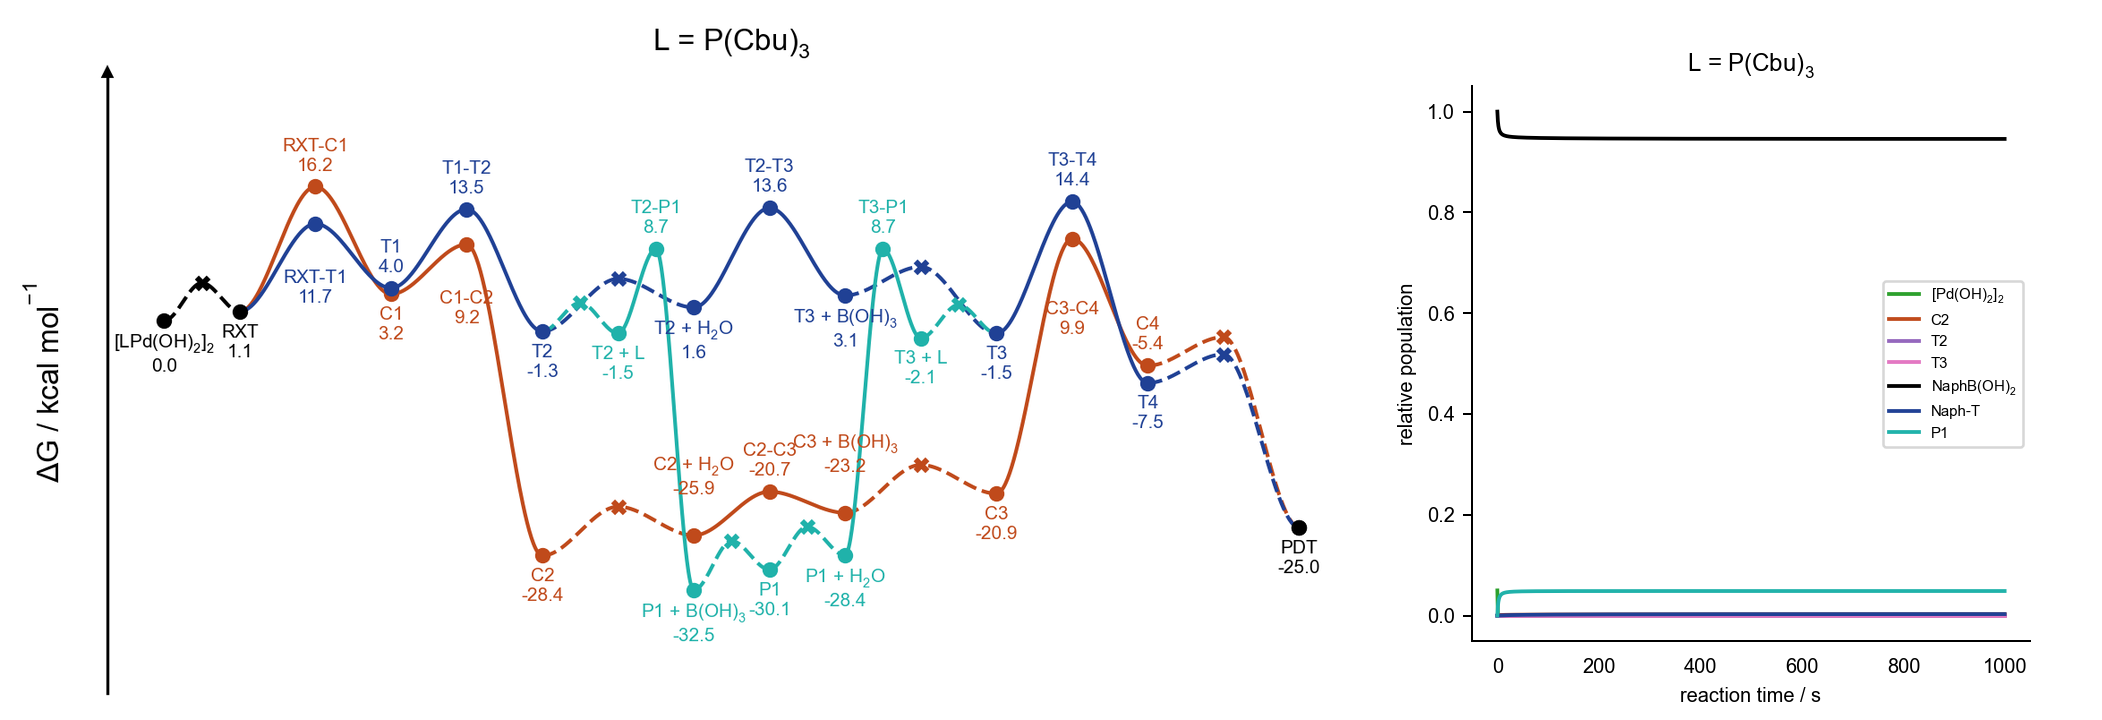 L = P(Cbu)₃
ΔG / kcal mol⁻¹
[LPd(OH)₂]₂
0.0
RXT
1.1
RXT-C1
16.2
RXT-T1
11.7
T1
4.0
C1
3.2
T1-T2
13.5
C1-C2
9.2
T2
-1.3
C2
-28.4
T2-P1
8.7
T2 + L
-1.5
T2 + H₂O
1.6
C2 + H₂O
-25.9
P1 + B(OH)₃
-32.5
T2-T3
13.6
C2-C3
-20.7
P1
-30.1
T3 + B(OH)₃
3.1
C3 + B(OH)₃
-23.2
P1 + H₂O
-28.4
T3-P1
8.7
T3 + L
-2.1
T3
-1.5
C3
-20.9
T3-T4
14.4
C3-C4
9.9
C4
-5.4
T4
-7.5
PDT
-25.0
L = P(Cbu)₃
relative population
1.0
0.8
0.6
0.4
0.2
0.0
0 200 400 600 800 1000
reaction time / s
[Pd(OH)₂]₂
C2
T2
T3
NaphB(OH)₂
Naph-T
P1